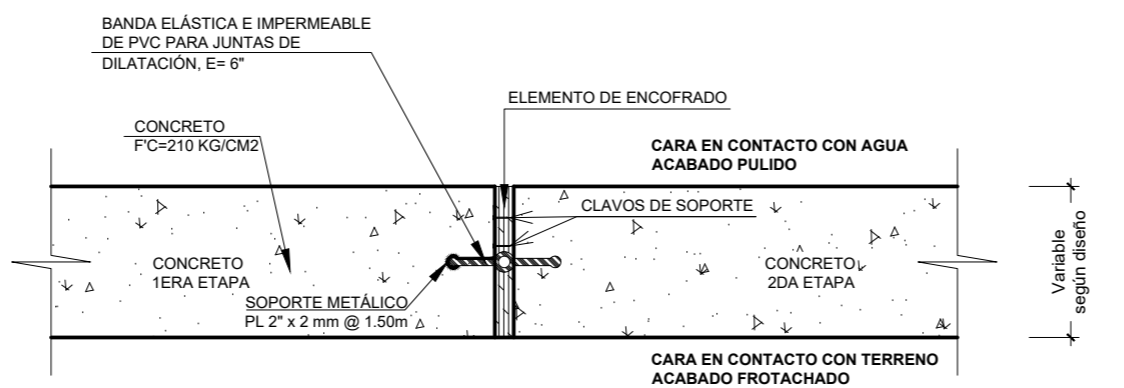 BANDA ELÁSTICA E IMPERMEABLE
DE PVC PARA JUNTAS DE
DILATACIÓN, E= 6"
ELEMENTO DE ENCOFRADO
CONCRETO
F'C=210 KG/CM2
CARA EN CONTACTO CON AGUA
ACABADO PULIDO
CLAVOS DE SOPORTE
CONCRETO
1ERA ETAPA
CONCRETO
2DA ETAPA
SOPORTE METÁLICO
PL 2" x 2 mm @ 1.50m
Variable
según diseño
CARA EN CONTACTO CON TERRENO
ACABADO FROTACHADO